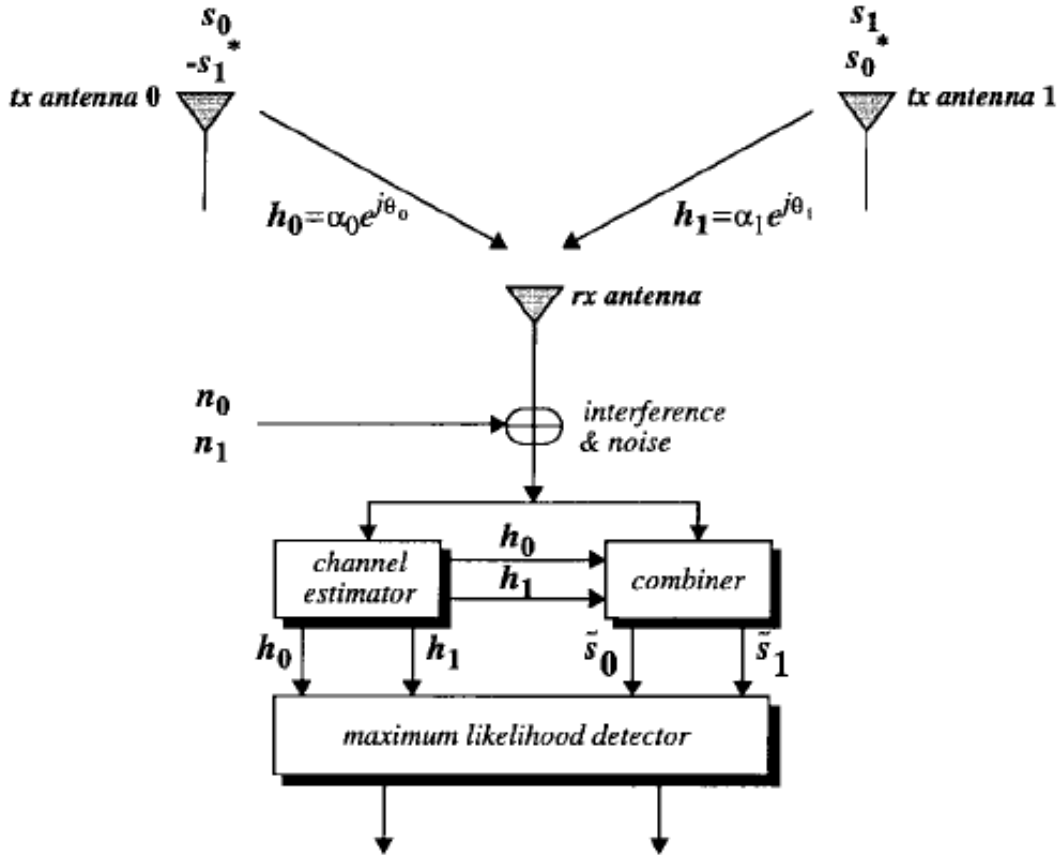 s₀
-s₁*
tx antenna 0
s₁
s₀*
tx antenna 1
h₀=α₀e^jθ₀
h₁=α₁e^jθ₁
rx antenna
n₀
n₁
interference
& noise
channel
estimator
h₀
h₁
combiner
h₀
h₁
s̃₀
s̃₁
maximum likelihood detector